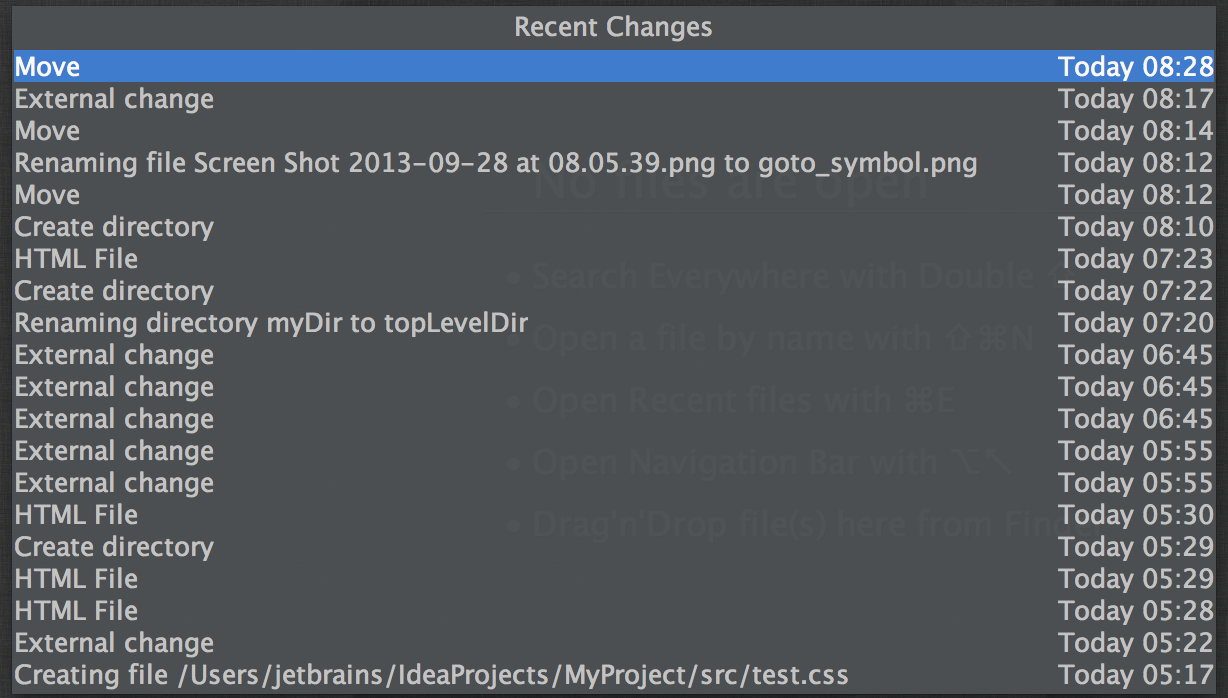 Recent Changes
Move Today 08:28
External change Today 08:17
Move Today 08:14
Renaming file Screen Shot 2013-09-28 at 08.05.39.png to goto_symbol.png Today 08:12
Move Today 08:12
Create directory Today 08:10
HTML File Today 07:23
Create directory Today 07:22
Renaming directory myDir to topLevelDir Today 07:20
External change Today 06:45
External change Today 06:45
External change Today 06:45
External change Today 05:55
External change Today 05:55
HTML File Today 05:30
Create directory Today 05:29
HTML File Today 05:29
HTML File Today 05:28
External change Today 05:22
Creating file /Users/jetbrains/IdeaProjects/MyProject/src/test.css Today 05:17
No files are open
• Search Everywhere with Double
• Open a file by name with ⇧⌘N
• Open Recent files with ⌘E
• Open Navigation Bar with ⌥↖
• Drag'n'Drop file(s) here from Finder